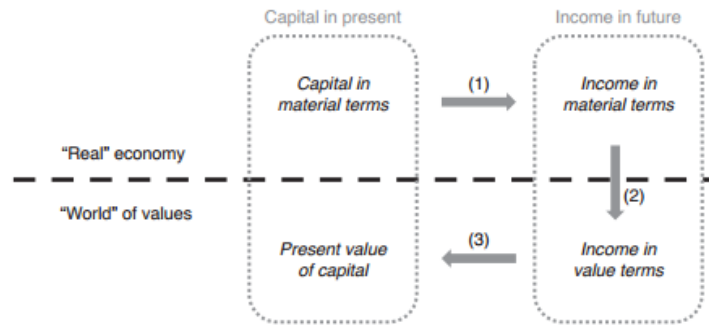 Capital in present
Income in future
Capital in
material terms
(1)
Income in
material terms
"Real" economy
(2)
"World" of values
Present value
of capital
(3)
Income in
value terms